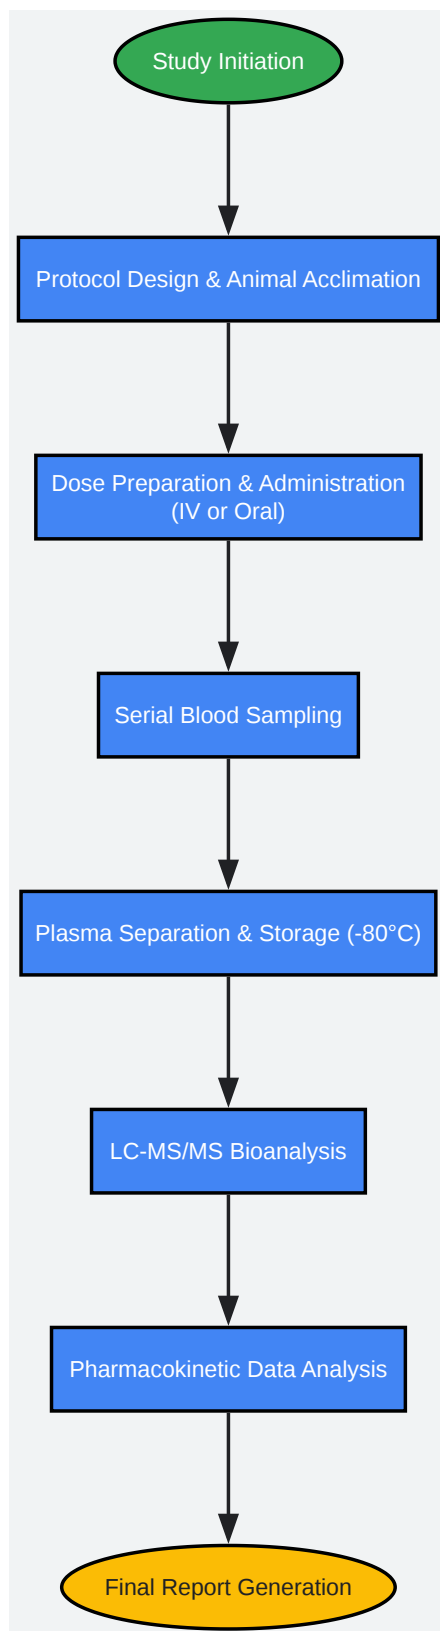 Study Initiation
Protocol Design & Animal Acclimation
Dose Preparation & Administration
(IV or Oral)
Serial Blood Sampling
Plasma Separation & Storage (-80°C)
LC-MS/MS Bioanalysis
Pharmacokinetic Data Analysis
Final Report Generation